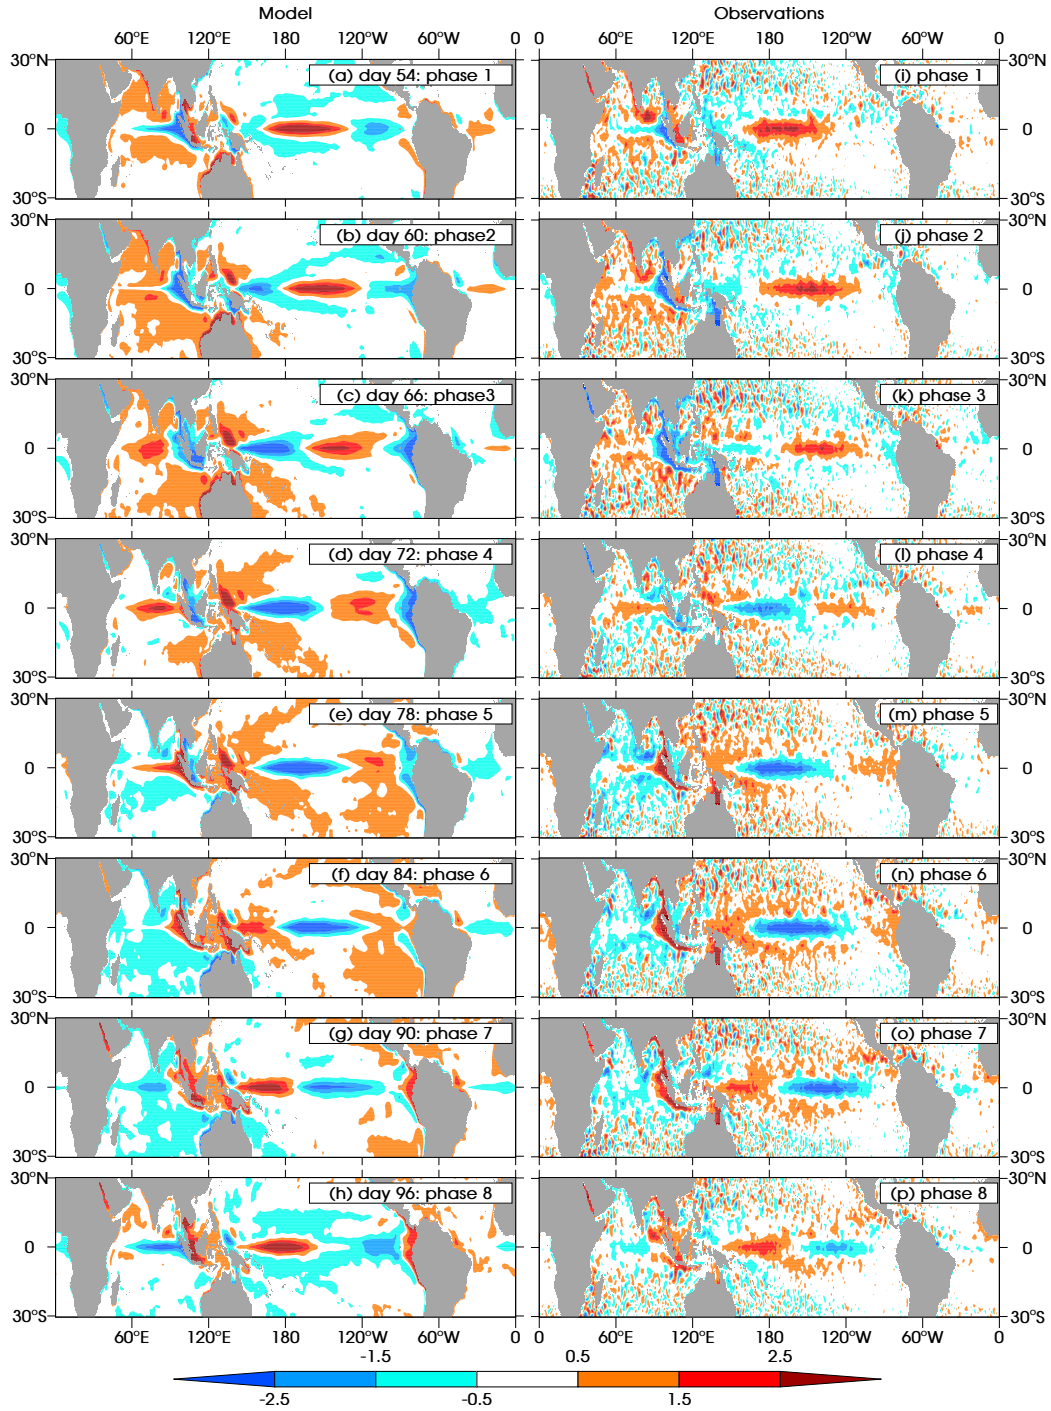 Model Observations
60°E 120°E 180 120°W 60°W 0 0 60°E 120°E 180 120°W 60°W 0
30°N (a) day 54: phase 1 (i) phase 1 30°N
0 0
30°S 30°S
30°N (b) day 60: phase2 (j) phase 2 30°N
0 0
30°S 30°S
30°N (c) day 66: phase3 (k) phase 3 30°N
0 0
30°S 30°S
30°N (d) day 72: phase 4 (l) phase 4 30°N
0 0
30°S 30°S
30°N (e) day 78: phase 5 (m) phase 5 30°N
0 0
30°S 30°S
30°N (f) day 84: phase 6 (n) phase 6 30°N
0 0
30°S 30°S
30°N (g) day 90: phase 7 (o) phase 7 30°N
0 0
30°S 30°S
30°N (h) day 96: phase 8 (p) phase 8 30°N
0 0
30°S 30°S
60°E 120°E 180 120°W 60°W 0 0 60°E 120°E 180 120°W 60°W 0
-1.5 0.5 2.5
-2.5 -0.5 1.5